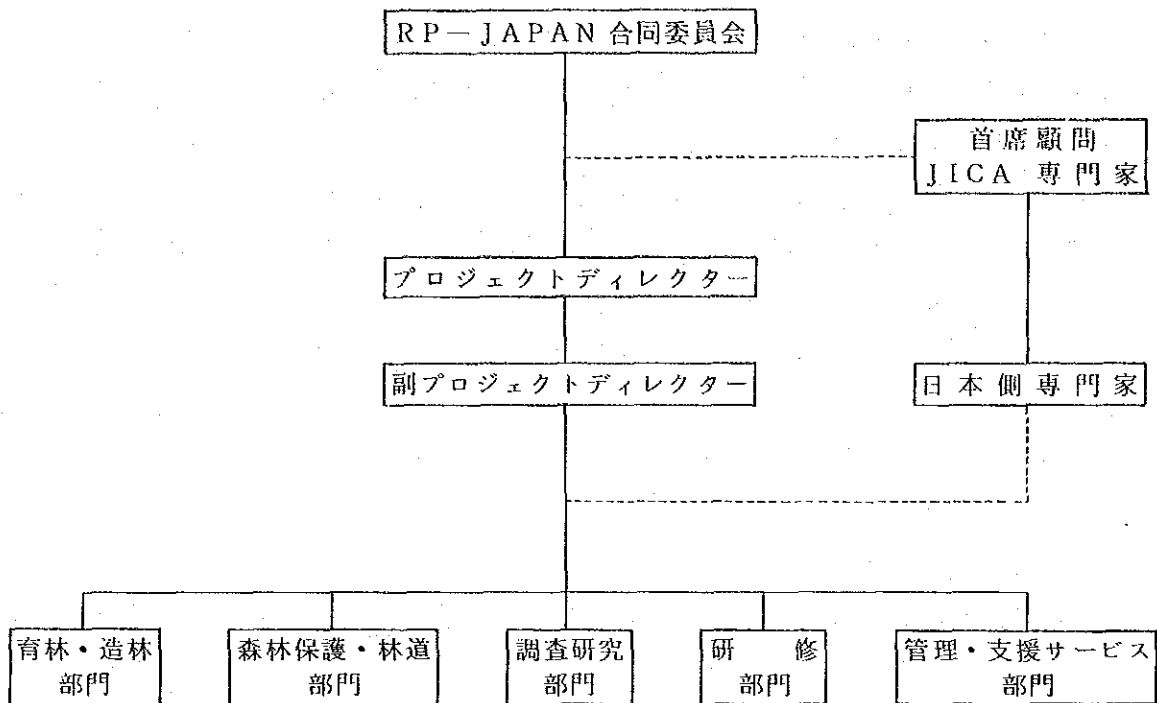 RP-JAPAN 合同委員会
首席顧問
JICA 専門家
プロジェクトディレクター
副プロジェクトディレクター
日本側専門家
育林・造林
部門
森林保護・林道
部門
調査研究
部門
研 修
部門
管理・支援サービス
部門